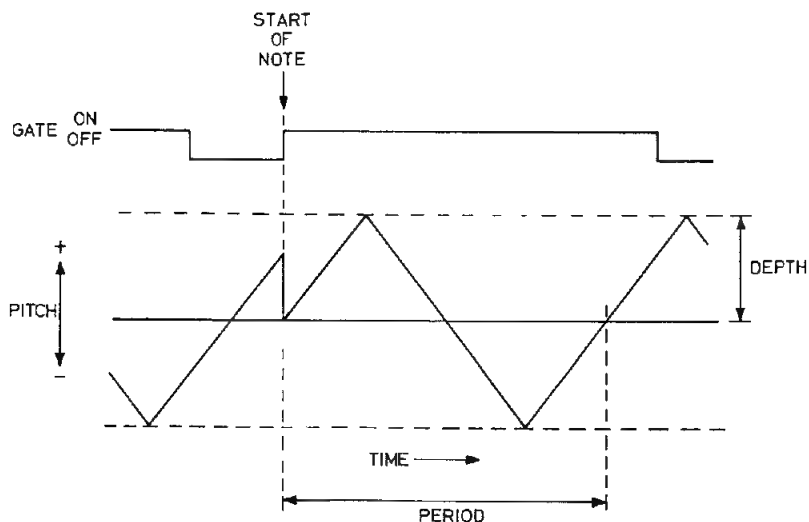 START
OF
NOTE
GATE ON
OFF
+
PITCH
−
DEPTH
TIME
PERIOD